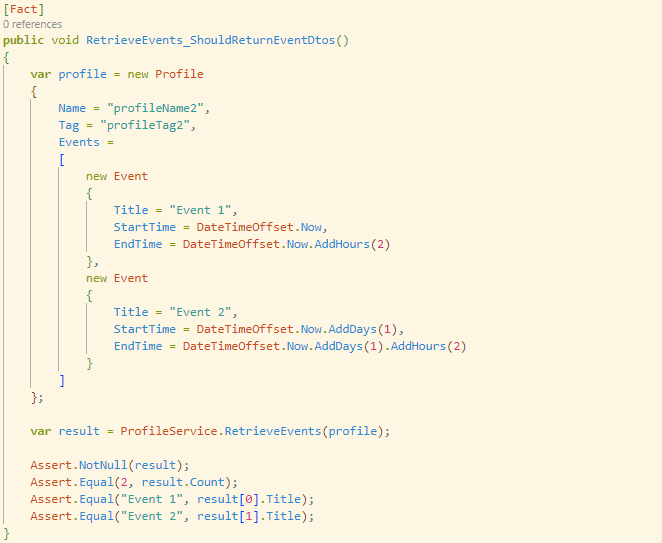 [Fact]
0 references
public void RetrieveEvents_ShouldReturnEventDtos()
{
    var profile = new Profile
    {
        Name = "profileName2",
        Tag = "profileTag2",
        Events =
        [
            new Event
            {
                Title = "Event 1",
                StartTime = DateTimeOffset.Now,
                EndTime = DateTimeOffset.Now.AddHours(2)
            },
            new Event
            {
                Title = "Event 2",
                StartTime = DateTimeOffset.Now.AddDays(1),
                EndTime = DateTimeOffset.Now.AddDays(1).AddHours(2)
            }
        ]
    };

    var result = ProfileService.RetrieveEvents(profile);

    Assert.NotNull(result);
    Assert.Equal(2, result.Count);
    Assert.Equal("Event 1", result[0].Title);
    Assert.Equal("Event 2", result[1].Title);
}